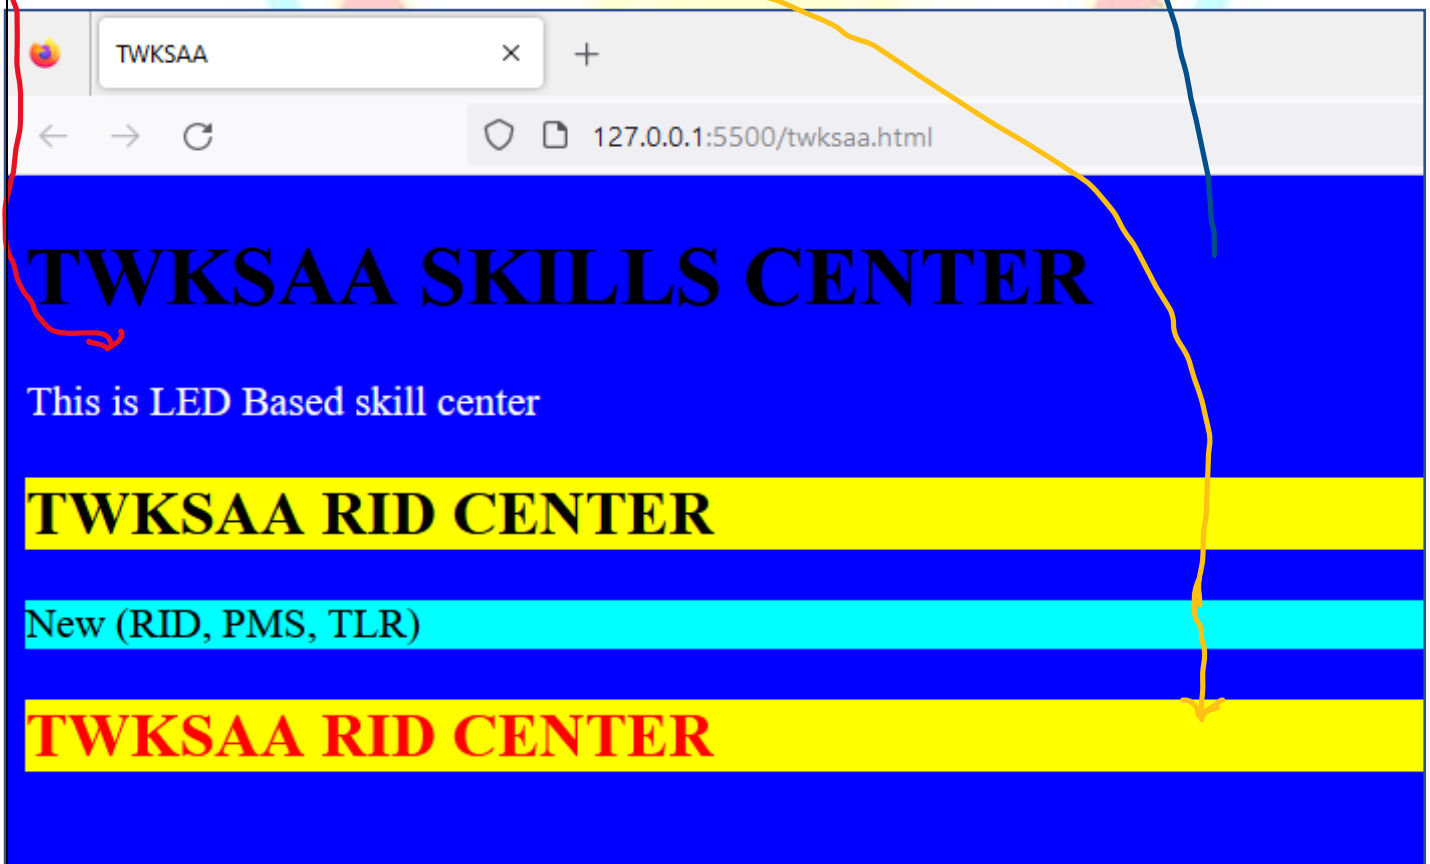 TWKSAA
127.0.0.1:5500/twksaa.html
TWKSAA SKILLS CENTER
This is LED Based skill center
TWKSAA RID CENTER
New (RID, PMS, TLR)
TWKSAA RID CENTER